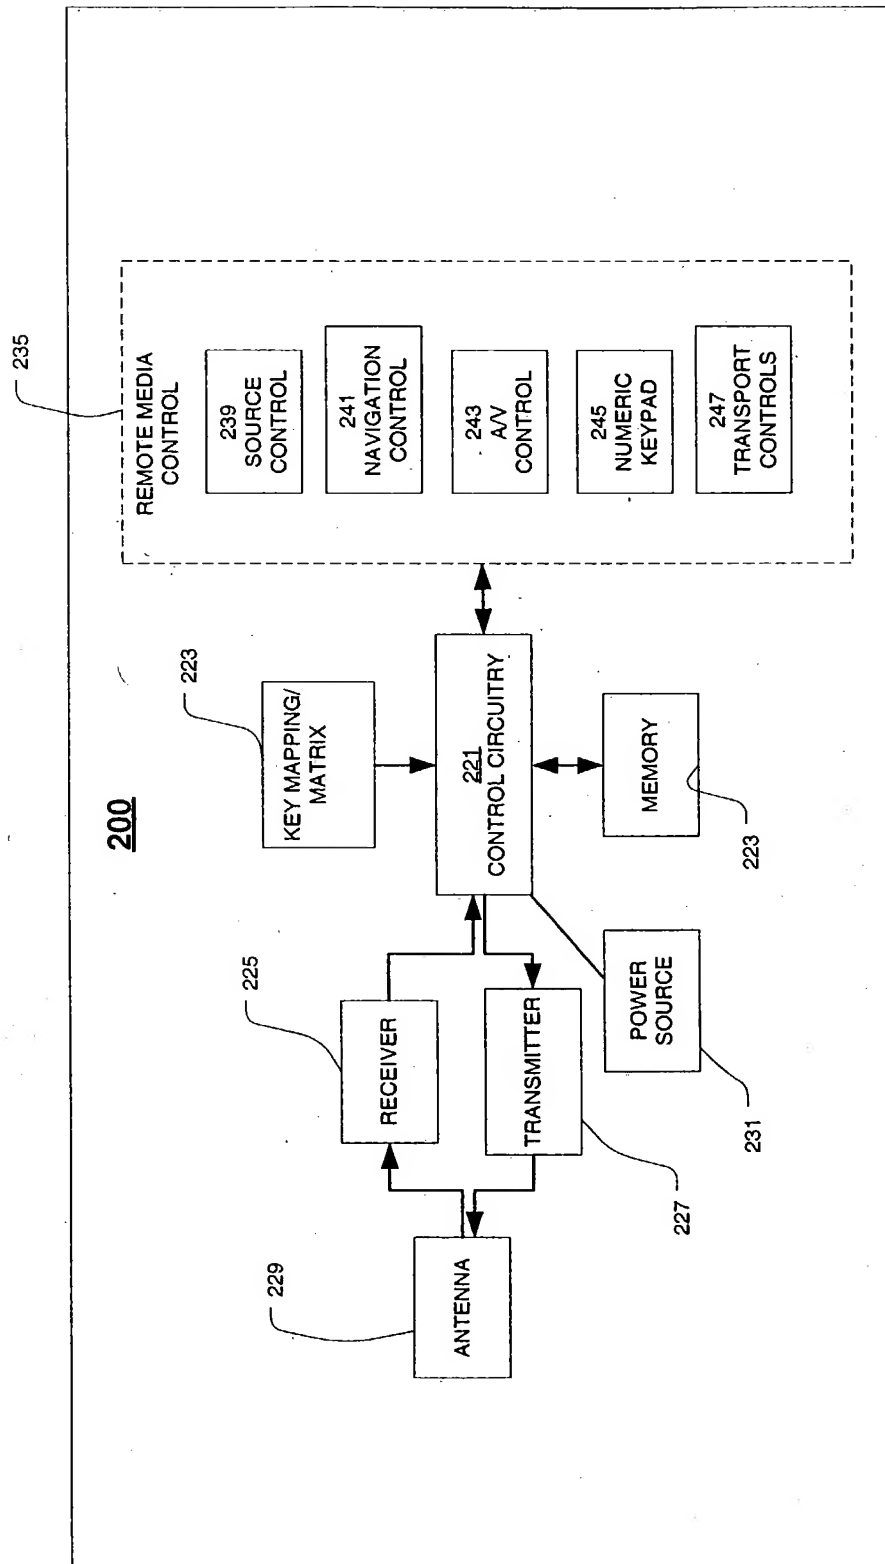 235
200
REMOTE MEDIA
CONTROL
223
KEY MAPPING/
MATRIX
239
SOURCE
CONTROL
225
RECEIVER
229
ANTENNA
241
NAVIGATION
CONTROL
221
CONTROL CIRCUITRY
243
A/V
CONTROL
TRANSMITTER
227
245
NUMERIC
KEYPAD
POWER
SOURCE
231
MEMORY
223
247
TRANSPORT
CONTROLS